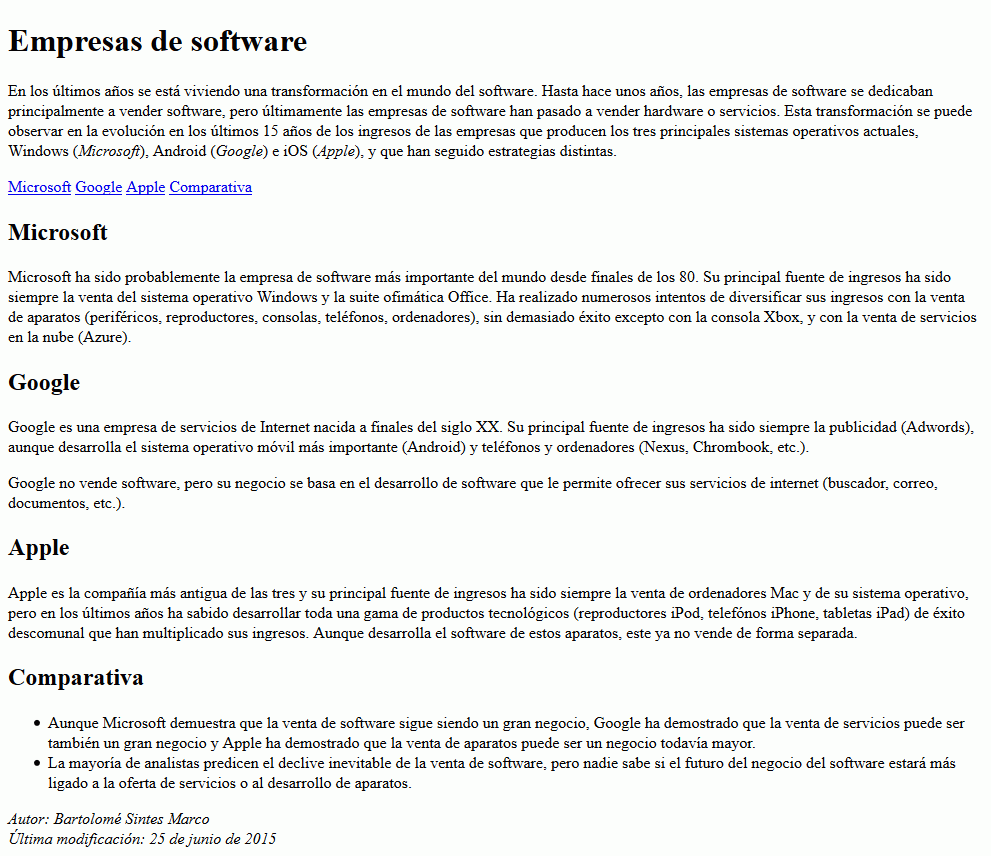 Empresas de software
En los últimos años se está viviendo una transformación en el mundo del software. Hasta hace unos años, las empresas de software se dedicaban
principalmente a vender software, pero últimamente las empresas de software han pasado a vender hardware o servicios. Esta transformación se puede
observar en la evolución en los últimos 15 años de los ingresos de las empresas que producen los tres principales sistemas operativos actuales,
Windows (Microsoft), Android (Google) e iOS (Apple), y que han seguido estrategias distintas.
Microsoft Google Apple Comparativa
Microsoft
Microsoft ha sido probablemente la empresa de software más importante del mundo desde finales de los 80. Su principal fuente de ingresos ha sido
siempre la venta del sistema operativo Windows y la suite ofimática Office. Ha realizado numerosos intentos de diversificar sus ingresos con la venta
de aparatos (periféricos, reproductores, consolas, teléfonos, ordenadores), sin demasiado éxito excepto con la consola Xbox, y con la venta de servicios
en la nube (Azure).
Google
Google es una empresa de servicios de Internet nacida a finales del siglo XX. Su principal fuente de ingresos ha sido siempre la publicidad (Adwords),
aunque desarrolla el sistema operativo móvil más importante (Android) y teléfonos y ordenadores (Nexus, Chrombook, etc.).
Google no vende software, pero su negocio se basa en el desarrollo de software que le permite ofrecer sus servicios de internet (buscador, correo,
documentos, etc.).
Apple
Apple es la compañía más antigua de las tres y su principal fuente de ingresos ha sido siempre la venta de ordenadores Mac y de su sistema operativo,
pero en los últimos años ha sabido desarrollar toda una gama de productos tecnológicos (reproductores iPod, telefónos iPhone, tabletas iPad) de éxito
descomunal que han multiplicado sus ingresos. Aunque desarrolla el software de estos aparatos, este ya no vende de forma separada.
Comparativa
• Aunque Microsoft demuestra que la venta de software sigue siendo un gran negocio, Google ha demostrado que la venta de servicios puede ser
también un gran negocio y Apple ha demostrado que la venta de aparatos puede ser un negocio todavía mayor.
• La mayoría de analistas predicen el declive inevitable de la venta de software, pero nadie sabe si el futuro del negocio del software estará más
ligado a la oferta de servicios o al desarrollo de aparatos.
Autor: Bartolomé Sintes Marco
Última modificación: 25 de junio de 2015